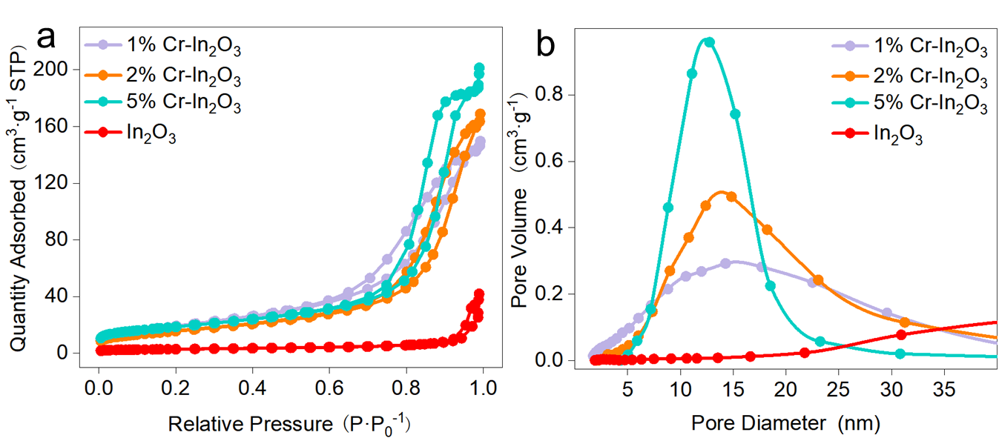 a
1% Cr-In₂O₃
2% Cr-In₂O₃
5% Cr-In₂O₃
In₂O₃
Quantity Adsorbed (cm³·g⁻¹ STP)
200
160
120
80
40
0
0.0 0.2 0.4 0.6 0.8 1.0
Relative Pressure (P·P₀⁻¹)
b
1% Cr-In₂O₃
2% Cr-In₂O₃
5% Cr-In₂O₃
In₂O₃
Pore Volume (cm³·g⁻¹)
0.8
0.6
0.4
0.2
0.0
5 10 15 20 25 30 35
Pore Diameter (nm)